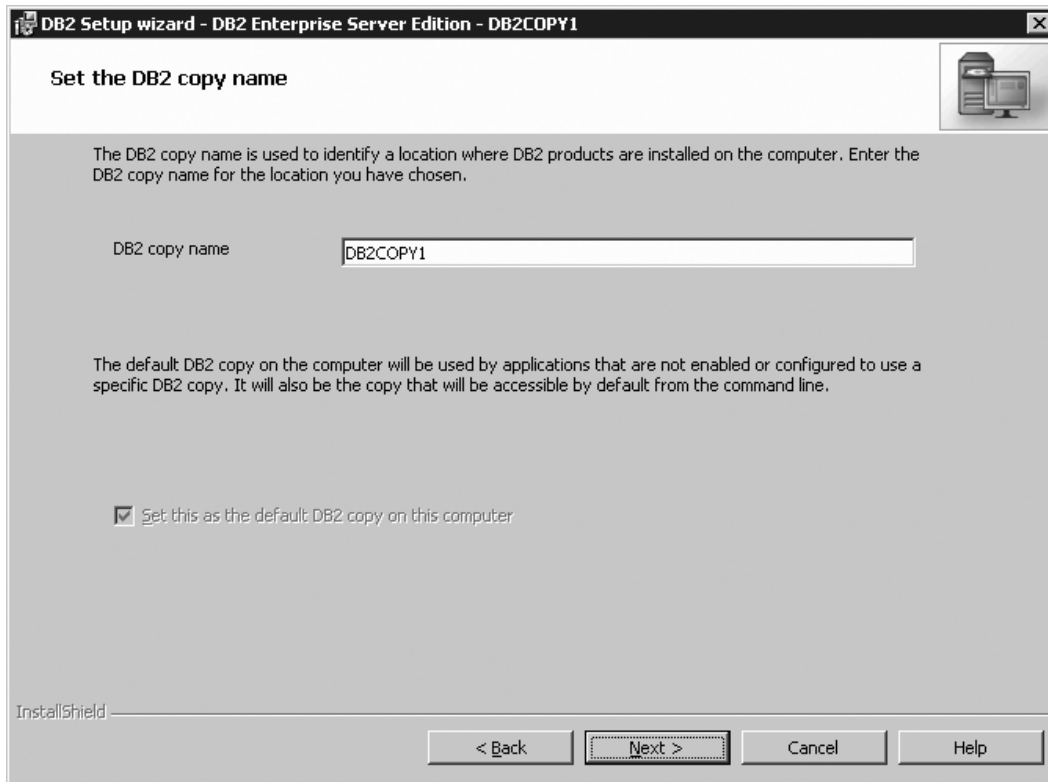 DB2 Setup wizard - DB2 Enterprise Server Edition - DB2COPY1
Set the DB2 copy name
The DB2 copy name is used to identify a location where DB2 products are installed on the computer. Enter the
DB2 copy name for the location you have chosen.
DB2 copy name
DB2COPY1
The default DB2 copy on the computer will be used by applications that are not enabled or configured to use a
specific DB2 copy. It will also be the copy that will be accessible by default from the command line.
Set this as the default DB2 copy on this computer
InstallShield
< Back Next > Cancel Help